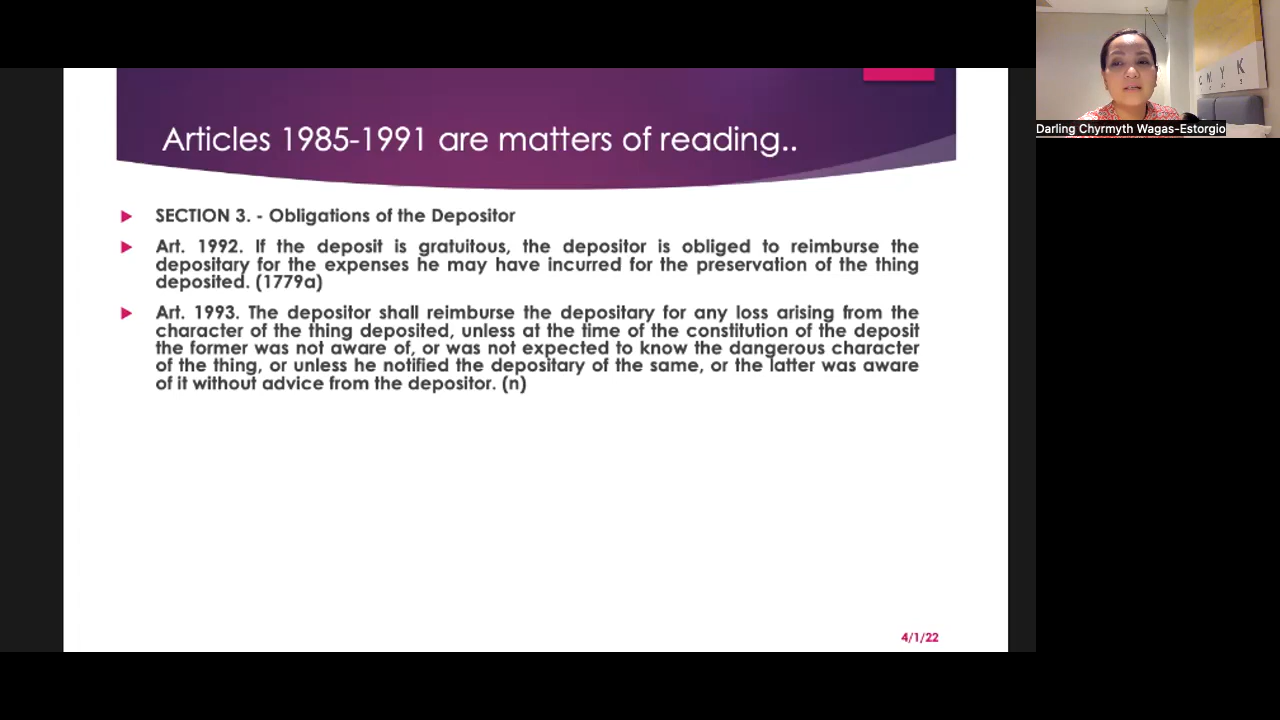 Articles 1985-1991 are matters of reading..
SECTION 3. - Obligations of the Depositor
Art. 1992. If the deposit is gratuitous, the depositor is obliged to reimburse the
depositary for the expenses he may have incurred for the preservation of the thing
deposited. (1779a)
Art. 1993. The depositor shall reimburse the depositary for any loss arising from the
character of the thing deposited, unless at the time of the constitution of the deposit
the former was not aware of, or was not expected to know the dangerous character
of the thing, or unless he notified the depositary of the same, or the latter was aware
of it without advice from the depositor. (n)
4/1/22
C M Y K
Darling Chyrmyth Wagas-Estorgio